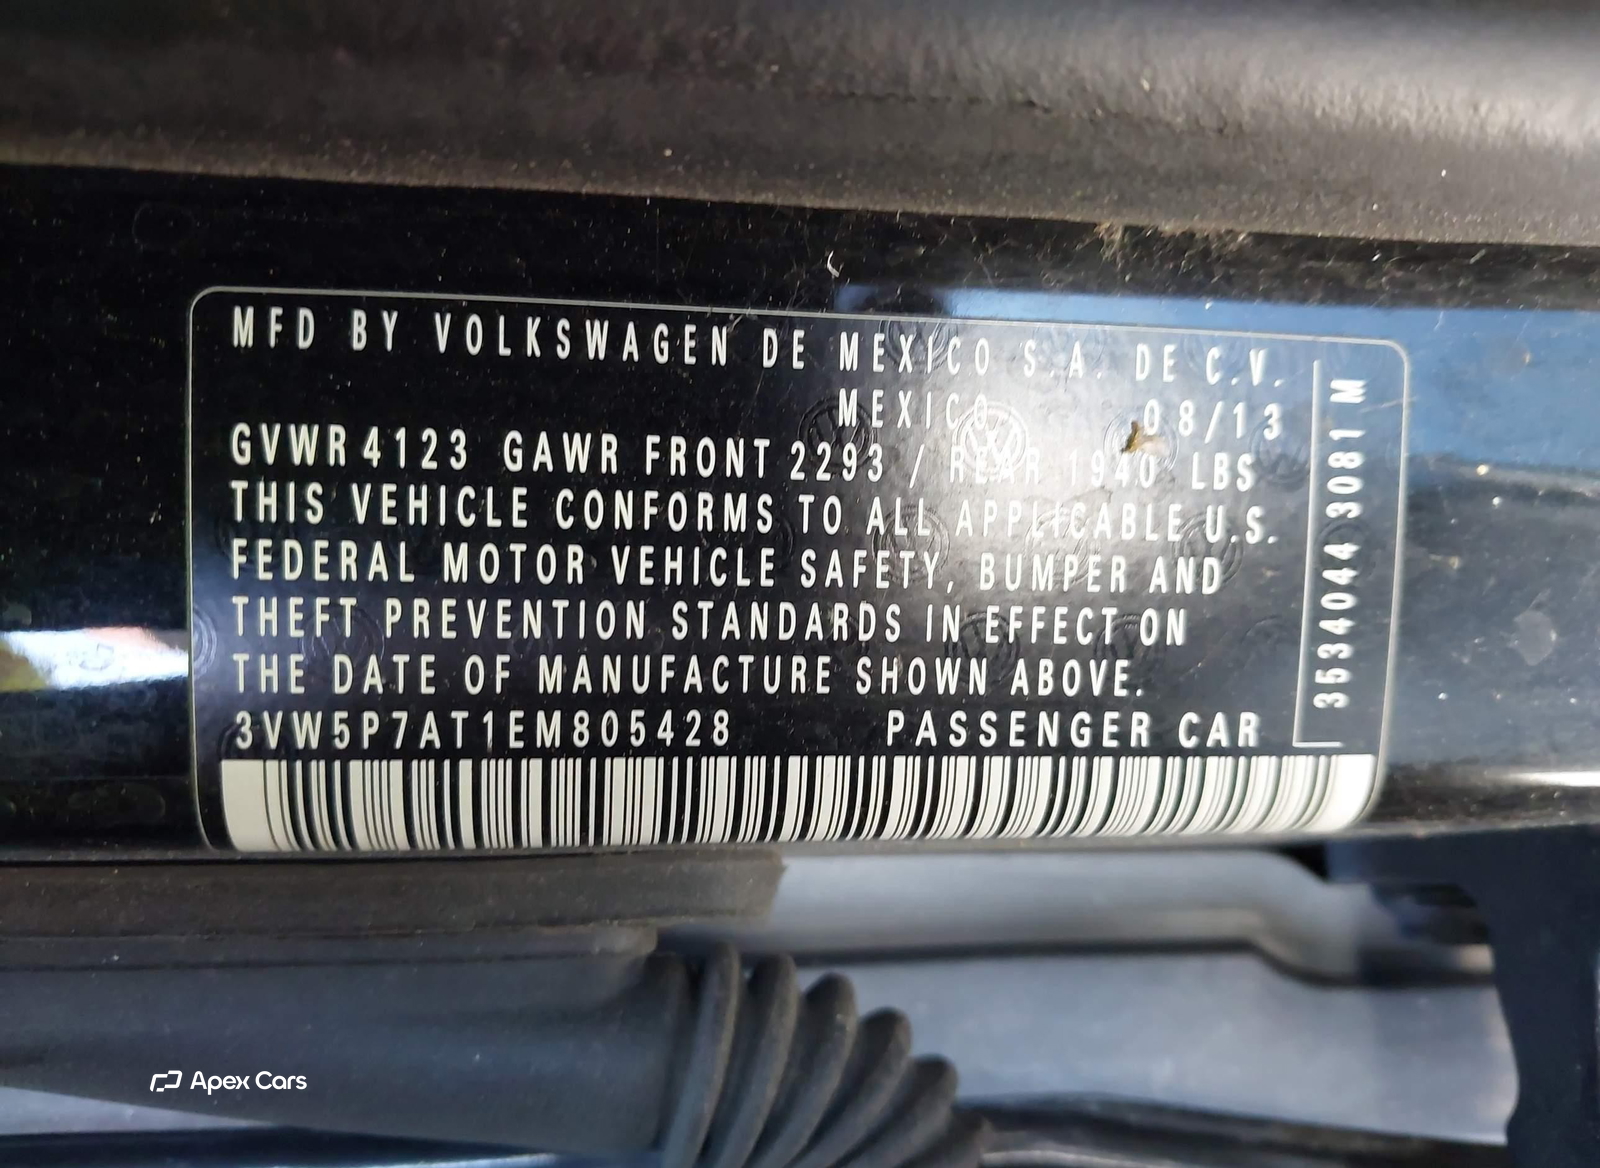 MFD BY VOLKSWAGEN DE MEXICO S.A. DE C.V.
MEXICO 08/13
GVWR 4123 GAWR FRONT 2293 / REAR 1940 LBS
THIS VEHICLE CONFORMS TO ALL APPLICABLE U.S.
FEDERAL MOTOR VEHICLE SAFETY, BUMPER AND
THEFT PREVENTION STANDARDS IN EFFECT ON
THE DATE OF MANUFACTURE SHOWN ABOVE.
3VW5P7AT1EM805428 PASSENGER CAR
3534044 3081 M
Apex Cars